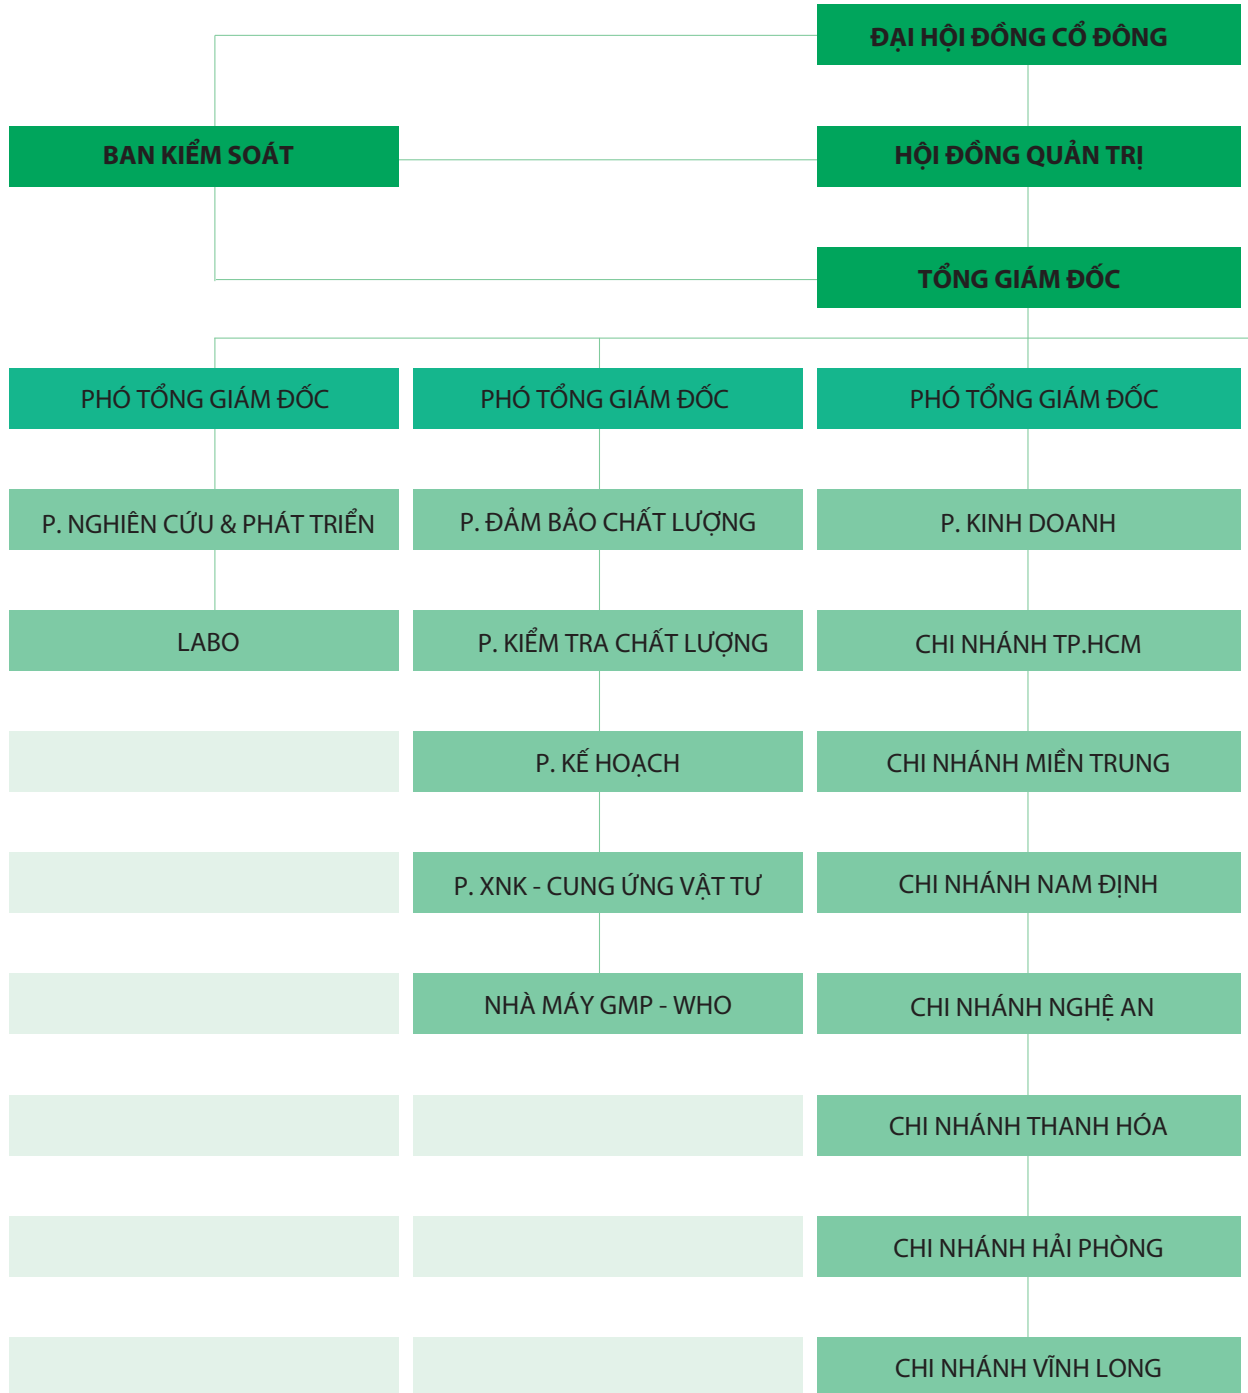 ĐẠI HỘI ĐỒNG CỔ ĐÔNG
BAN KIỂM SOÁT
HỘI ĐỒNG QUẢN TRỊ
TỔNG GIÁM ĐỐC
PHÓ TỔNG GIÁM ĐỐC
PHÓ TỔNG GIÁM ĐỐC
PHÓ TỔNG GIÁM ĐỐC
P. NGHIÊN CỨU & PHÁT TRIỂN
P. ĐẢM BẢO CHẤT LƯỢNG
P. KINH DOANH
LABO
P. KIỂM TRA CHẤT LƯỢNG
CHI NHÁNH TP.HCM
P. KẾ HOẠCH
CHI NHÁNH MIỀN TRUNG
P. XNK - CUNG ỨNG VẬT TƯ
CHI NHÁNH NAM ĐỊNH
NHÀ MÁY GMP - WHO
CHI NHÁNH NGHỆ AN
CHI NHÁNH THANH HÓA
CHI NHÁNH HẢI PHÒNG
CHI NHÁNH VĨNH LONG